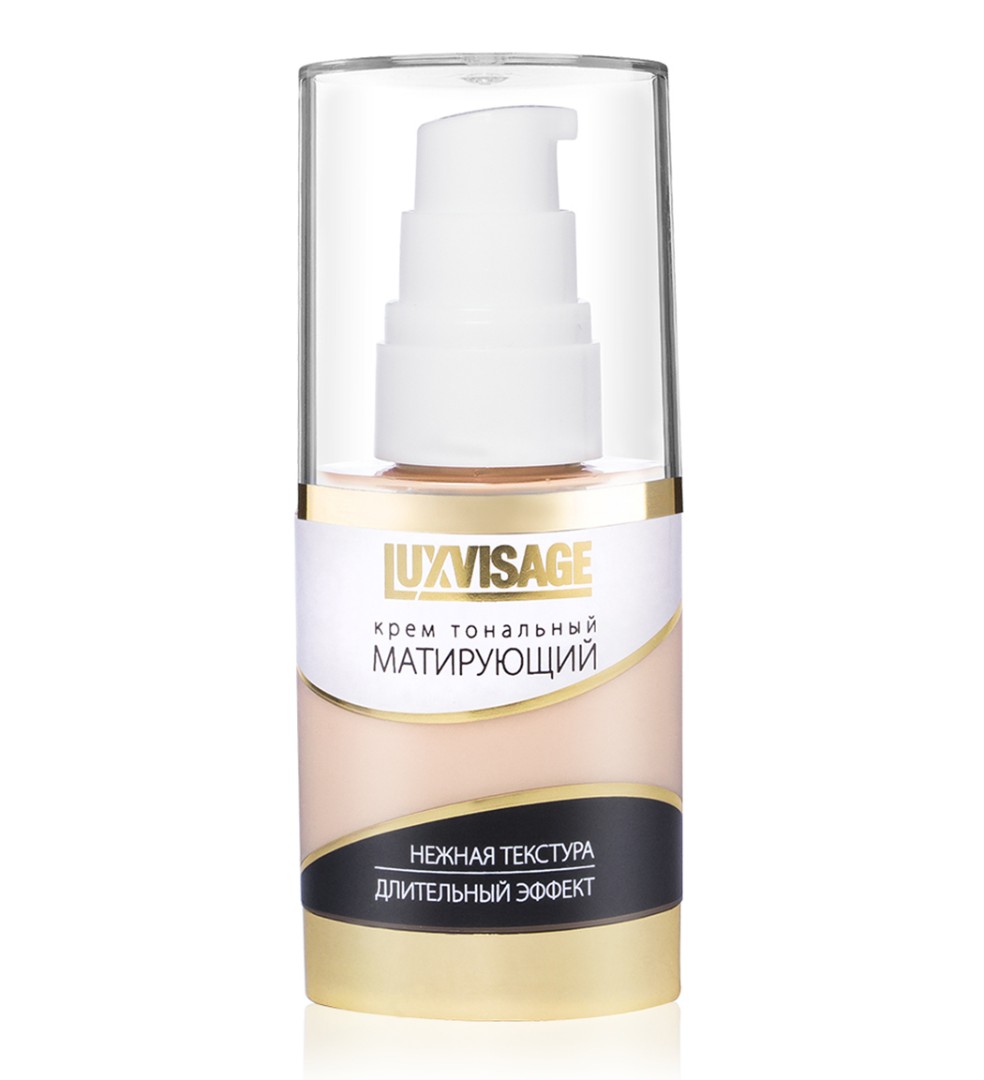 LUXVISAGE
крем тональный
МАТИРУЮЩИЙ
НЕЖНАЯ ТЕКСТУРА
ДЛИТЕЛЬНЫЙ ЭФФЕКТ